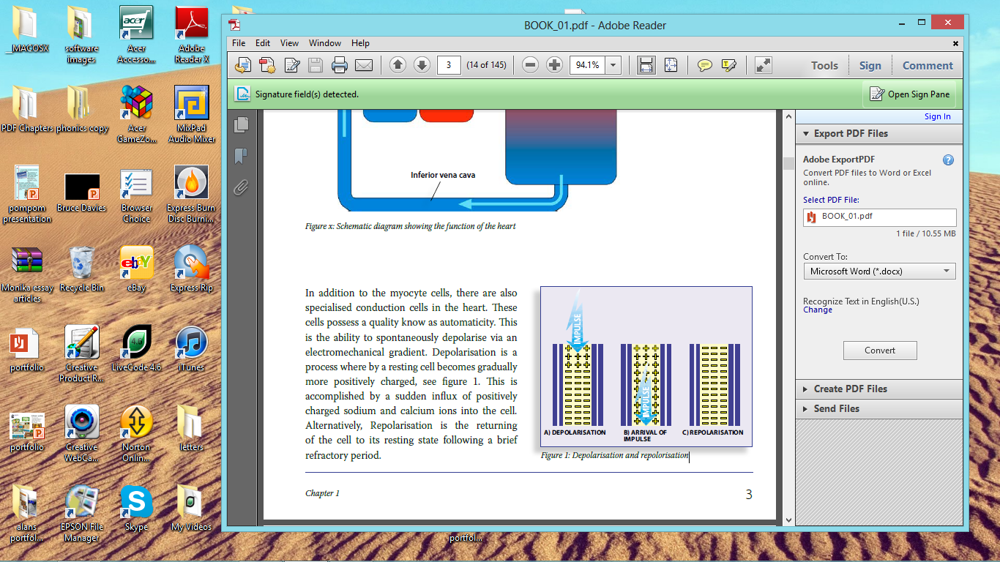 __MACOSX
software
images
Acer
Accesso...
Adobe
Reader X
PDF Chapters
phonics copy
Acer
GameZo...
MixPad
Audio Mixer
pompom
presentation
Bruce Davies
Browser
Choice
Express Burn
Disc Burni...
Monika essay
articles
Recycle Bin
eBay
Express Rip
portfolio
Creative
Product R...
LiveCode 4.6
iTunes
portfolio
Creative
WebCa...
Norton
Onlin...
letters
alans
portfol...
EPSON File
Manager
Skype
My Videos
portfol...
acer
ebY
4.6
BOOK_01.pdf - Adobe Reader
File Edit View Window Help
3 (14 of 145) 94.1% Tools Sign Comment
Signature field(s) detected. Open Sign Pane
Inferior vena cava
Figure x: Schematic diagram showing the function of the heart
In addition to the myocyte cells, there are also
specialised conduction cells in the heart. These
cells possess a quality know as automaticity. This
is the ability to spontaneously depolarise via an
electromechanical gradient. Depolarisation is a
process where by a resting cell becomes gradually
more positively charged, see figure 1. This is
accomplished by a sudden influx of positively
charged sodium and calcium ions into the cell.
Alternatively, Repolarisation is the returning
of the cell to its resting state following a brief
refractory period.
IMPULSE
IMPULSE
A) DEPOLARISATION
B) ARRIVAL OF
IMPULSE
C) REPOLARISATION
Figure 1: Depolarisation and repolorisation
Chapter 1 3
Sign In
Export PDF Files
Adobe ExportPDF
Convert PDF files to Word or Excel
online.
Select PDF File:
BOOK_01.pdf
1 file / 10.55 MB
Convert To:
Microsoft Word (*.docx)
Recognize Text in English(U.S.)
Change
Convert
Create PDF Files
Send Files